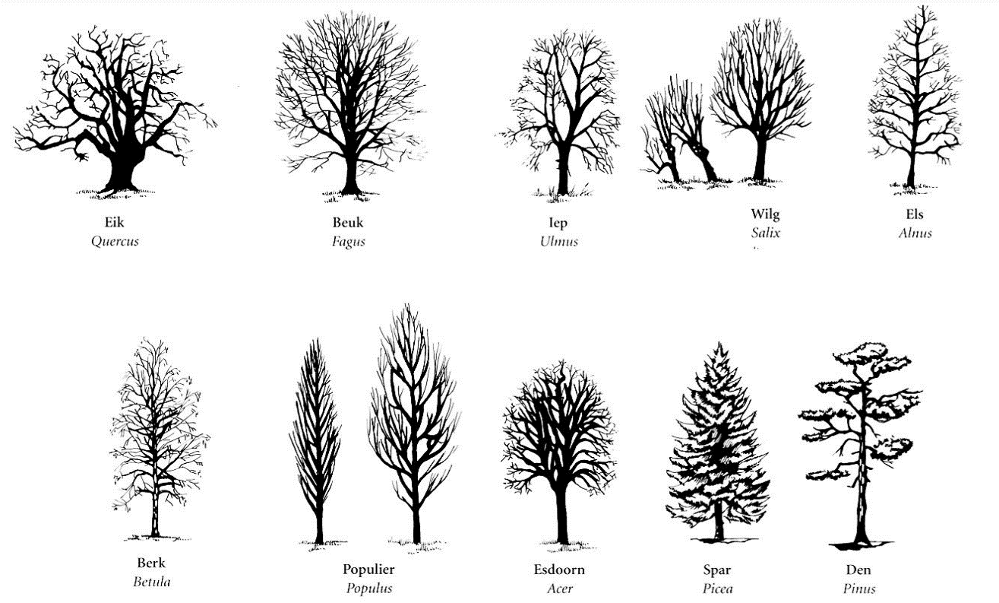 Eik
Quercus
Beuk
Fagus
Iep
Ulmus
Wilg
Salix
Els
Alnus
Berk
Betula
Populier
Populus
Esdoorn
Acer
Spar
Picea
Den
Pinus